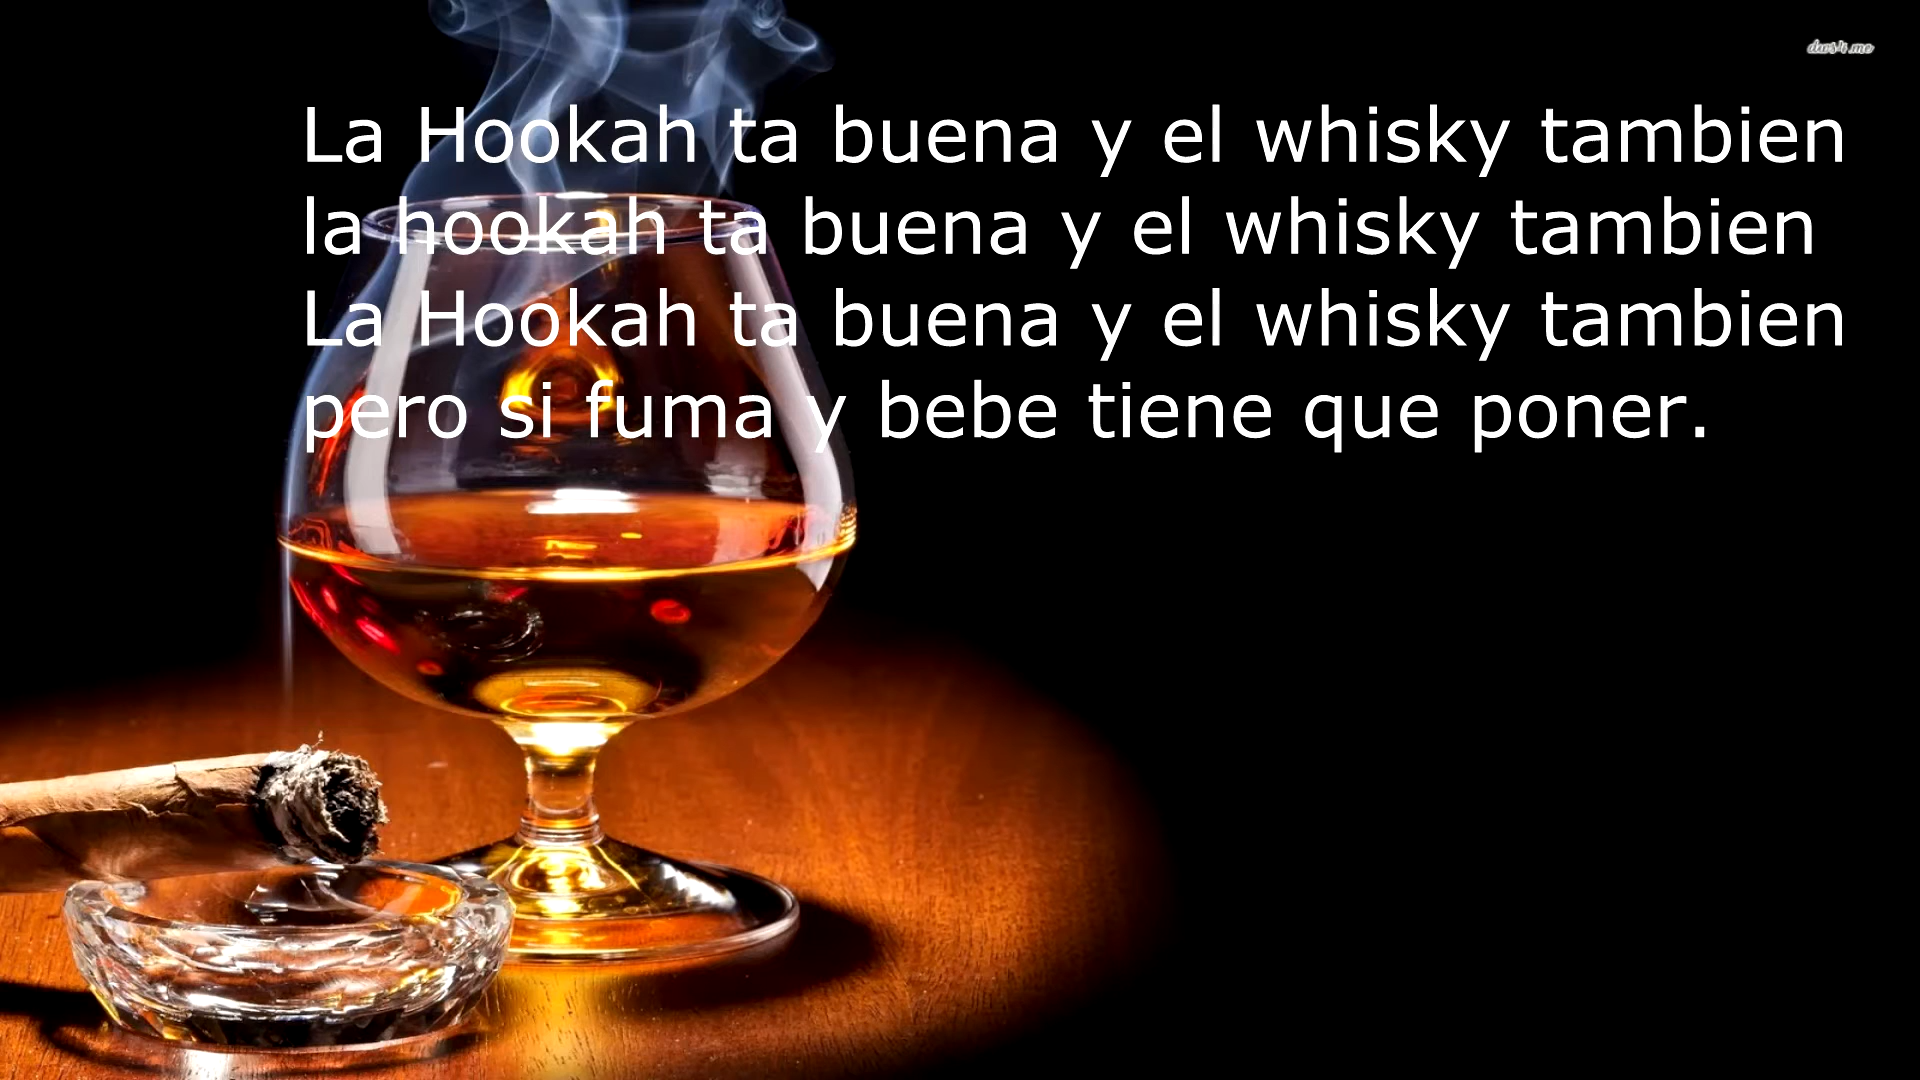 La Hookah ta buena y el whisky tambien
la hookah ta buena y el whisky tambien
La Hookah ta buena y el whisky tambien
pero si fuma y bebe tiene que poner.